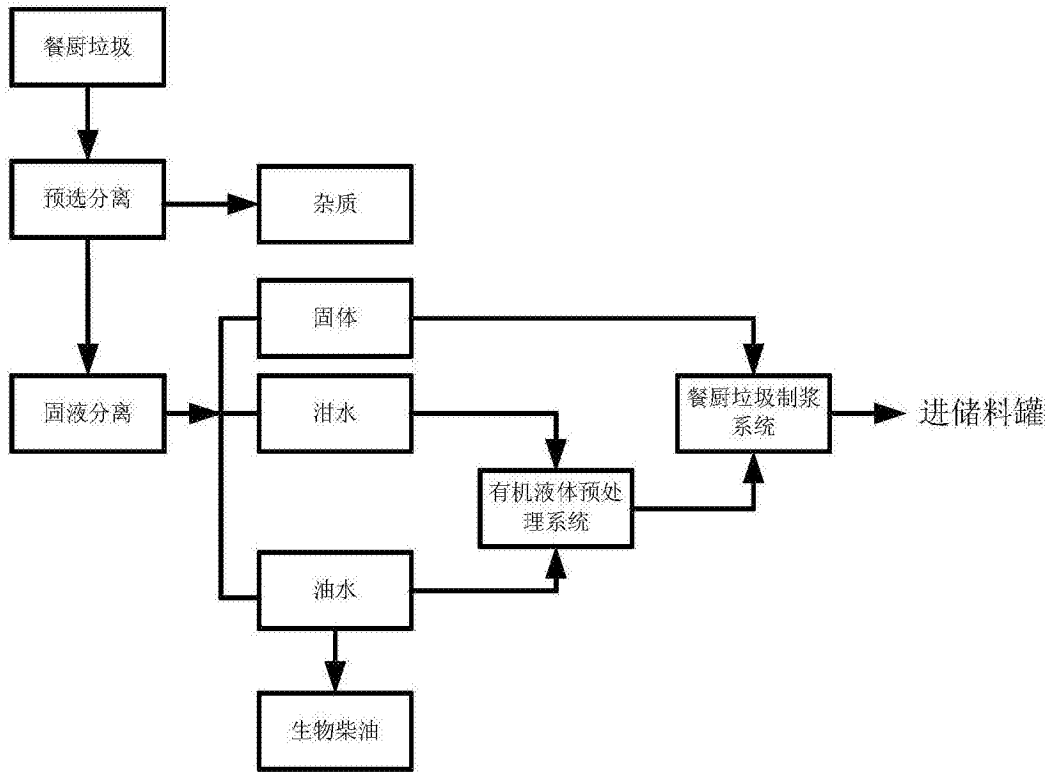 餐厨垃圾
预选分离
杂质
固体
固液分离
泔水
餐厨垃圾制浆
系统
进储料罐
有机液体预处
理系统
油水
生物柴油